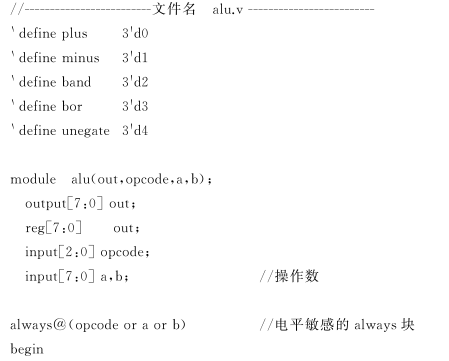 //-------------------------文件名 alu.v -------------------------
`define plus 3'd0
`define minus 3'd1
`define band 3'd2
`define bor 3'd3
`define unegate 3'd4
module alu(out,opcode,a,b);
output[7:0] out;
reg[7:0] out;
input[2:0] opcode;
input[7:0] a,b; //操作数
always@(opcode or a or b) //电平敏感的 always 块
begin